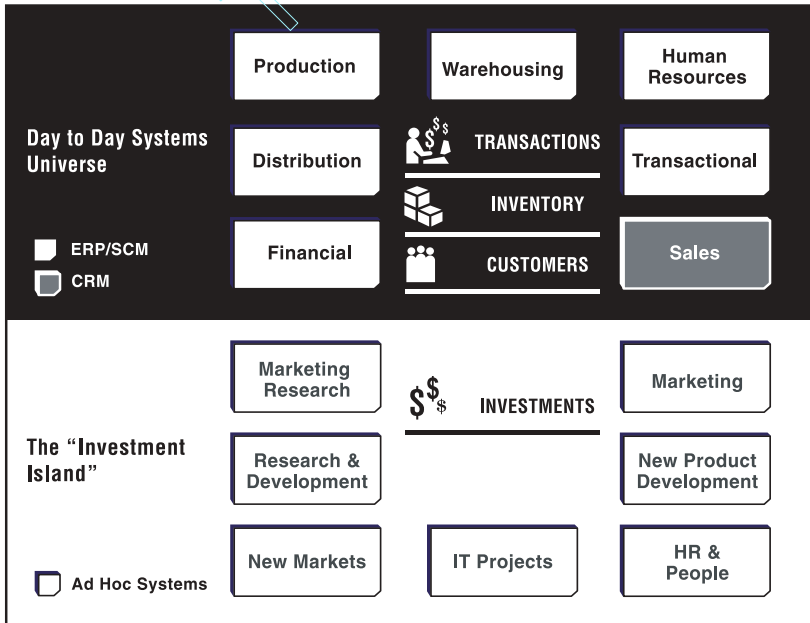 Production
Warehousing
Human
Resources
Day to Day Systems
Universe
Distribution
$$$
TRANSACTIONS
Transactional
INVENTORY
Financial
CUSTOMERS
Sales
ERP/SCM
CRM
Marketing
Research
$$$
INVESTMENTS
Marketing
The “Investment
Island”
Research &
Development
New Product
Development
New Markets
IT Projects
HR &
People
Ad Hoc Systems